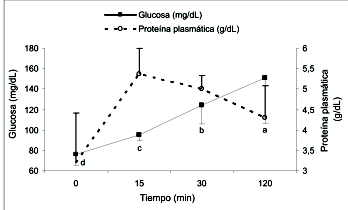 Glucosa (mg/dL)
Proteína plasmática (g/dL)
Glucosa (mg/dL)
180
160
140
120
100
80
60
6
5,5
5
4,5
4
3,5
3
Proteína plasmática
(g/dL)
d
c
b
a
0
15
30
120
Tiempo (min)